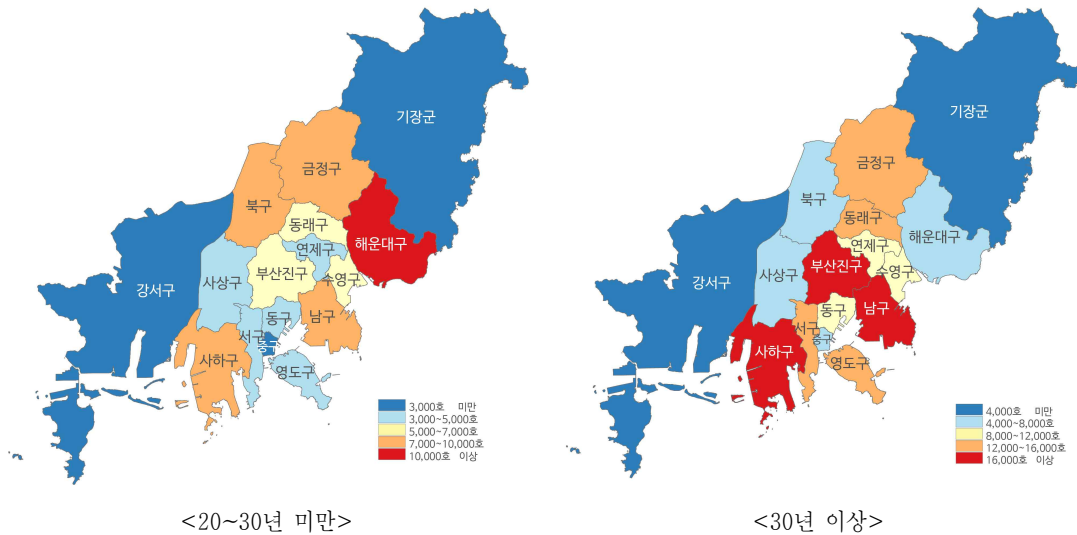 기장군
금정구
북구
동래구
해운대구
연제구
부산진구
수영구
사상구
강서구
동구
남구
서구
중구
사하구
영도구
3,000호 미만
3,000~5,000호
5,000~7,000호
7,000~10,000호
10,000호 이상
<20~30년 미만>
기장군
금정구
북구
동래구
해운대구
연제구
부산진구
수영구
사상구
강서구
동구
남구
서구
중구
사하구
영도구
4,000호 미만
4,000~8,000호
8,000~12,000호
12,000~16,000호
16,000호 이상
<30년 이상>